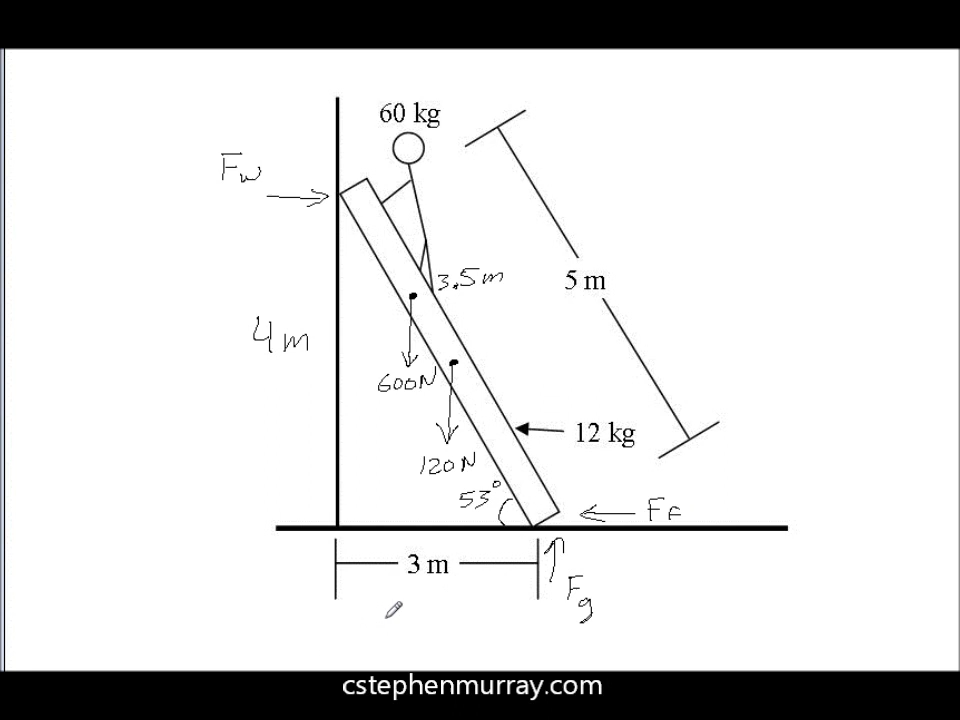 60 kg
Fw
3.5m
5 m
4m
600N
12 kg
120N
53°
FF
3 m
Fg
cstephenmurray.com